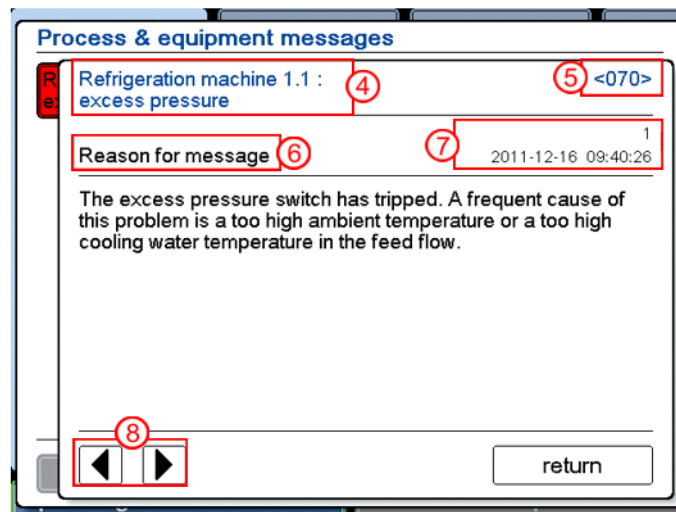 Process & equipment messages
R
e
Refrigeration machine 1.1 :
excess pressure
④
⑤
<070>
Reason for message
⑥
⑦
1
2011-12-16 09:40:26
The excess pressure switch has tripped. A frequent cause of
this problem is a too high ambient temperature or a too high
cooling water temperature in the feed flow.
⑧
return